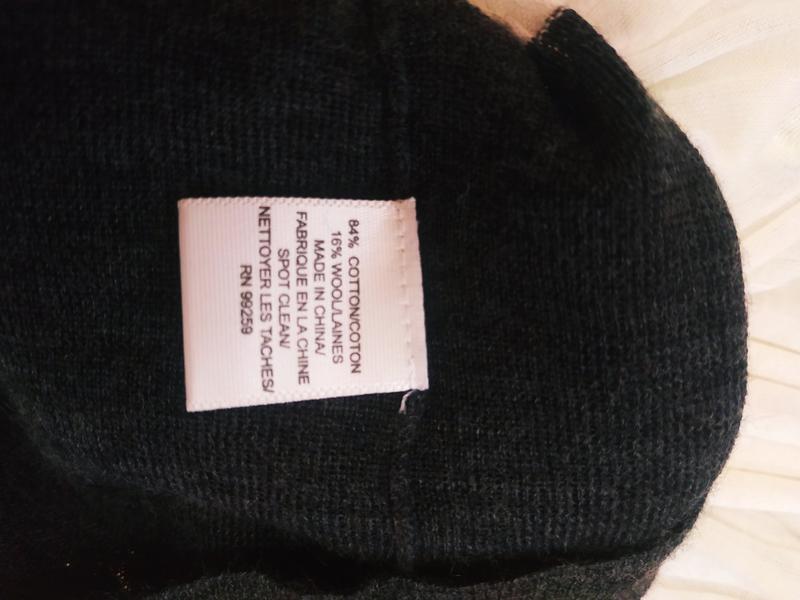 84% COTTON/COTON
16% WOOL/LAINES
MADE IN CHINA/
FABRIQUE EN LA CHINE
SPOT CLEAN/
NETTOYER LES TACHES/
RN 99259